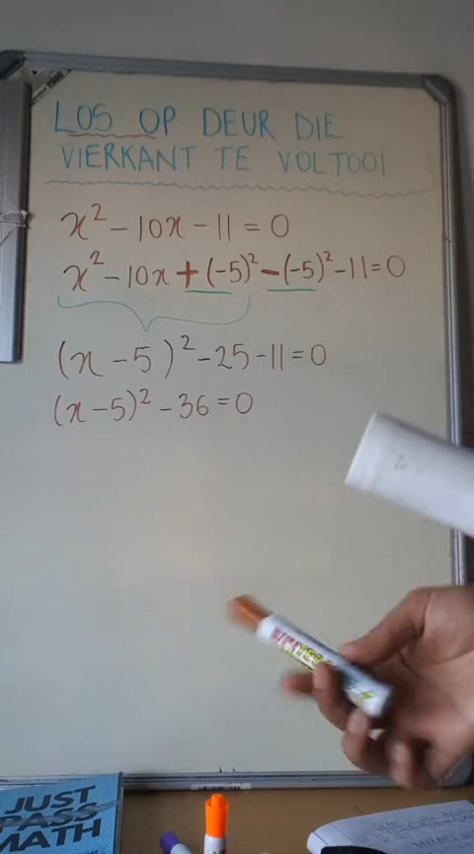 LOS OP DEUR DIE
VIERKANT TE VOLTOOI
x² - 10x - 11 = 0
x² - 10x + (-5)² - (-5)² - 11 = 0
(x - 5)² - 25 - 11 = 0
(x - 5)² - 36 = 0
JUST
PASS
MATH